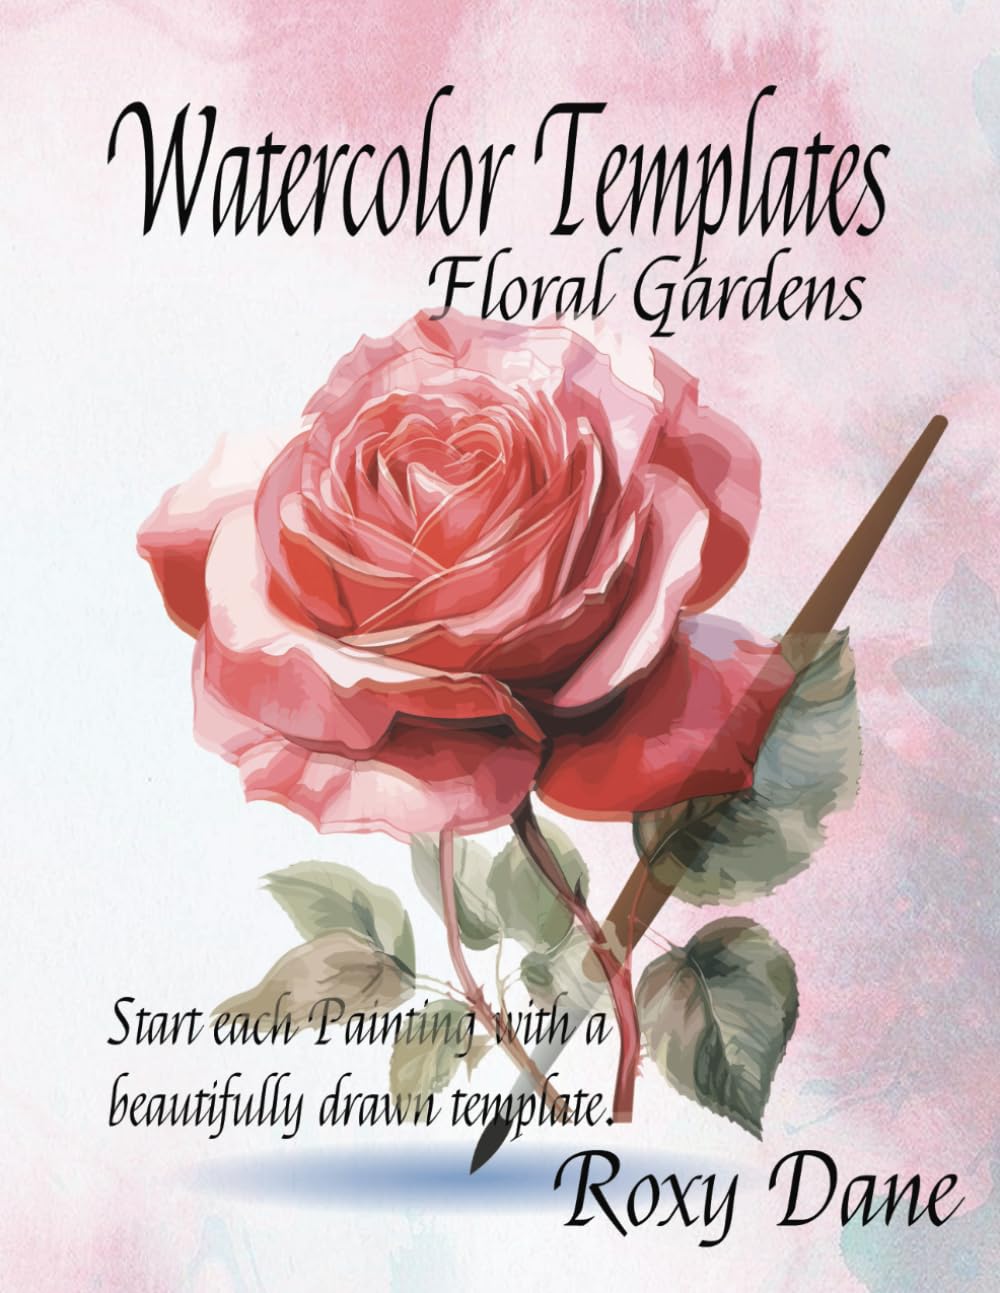 Watercolor Templates
Floral Gardens
Start each Painting with a
beautifully drawn template.
Roxy Dane